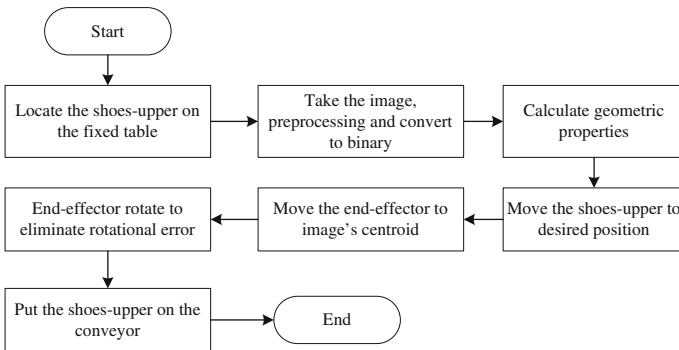 Start
Locate the shoes-upper on
the fixed table
Take the image,
preprocessing and convert
to binary
Calculate geometric
properties
Move the shoes-upper to
desired position
Move the end-effector to
image's centroid
End-effector rotate to
eliminate rotational error
Put the shoes-upper on the
conveyor
End